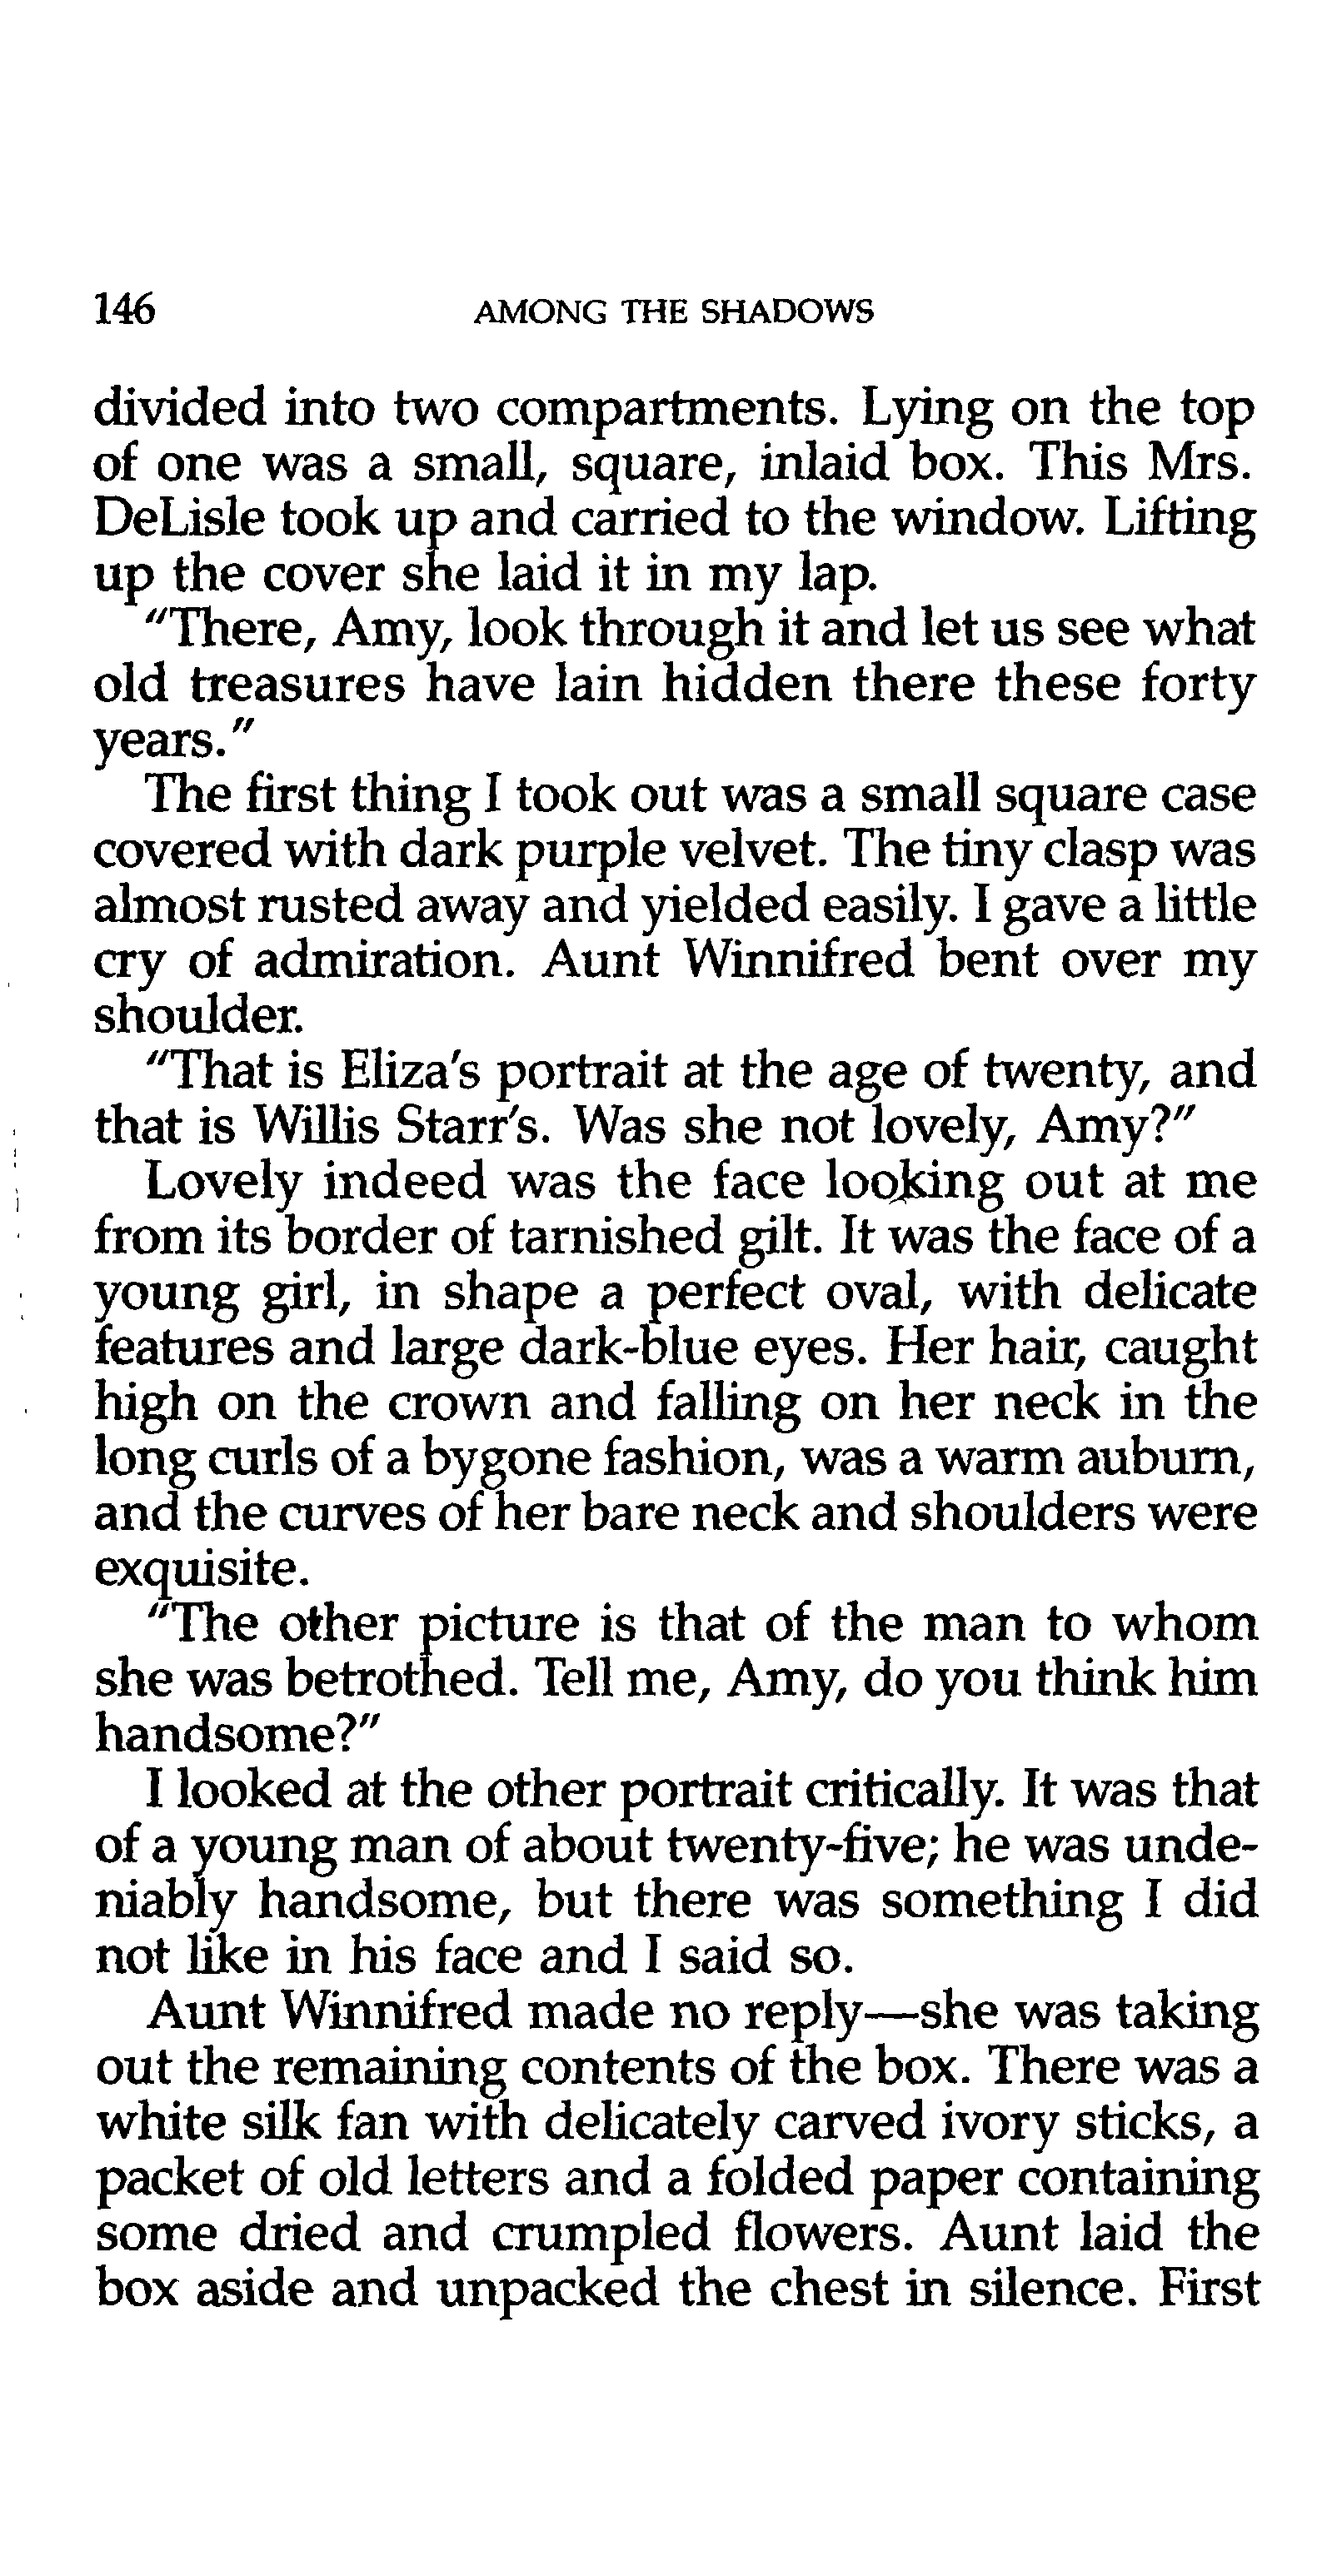 146 AMONG THE SHADOWS
divided into two compartments. Lying on the top
of one was a small, square, inlaid box. This Mrs.
DeLisle took up and carried to the window. Lifting
up the cover she laid it in my lap.
"There, Amy, look through it and let us see what
old treasures have lain hidden there these forty
years."
The first thing I took out was a small square case
covered with dark purple velvet. The tiny clasp was
almost rusted away and yielded easily. I gave a little
cry of admiration. Aunt Winnifred bent over my
shoulder.
"That is Eliza's portrait at the age of twenty, and
that is Willis Starr's. Was she not lovely, Amy?"
Lovely indeed was the face looking out at me
from its border of tarnished gilt. It was the face of a
young girl, in shape a perfect oval, with delicate
features and large dark-blue eyes. Her hair, caught
high on the crown and falling on her neck in the
long curls of a bygone fashion, was a warm auburn,
and the curves of her bare neck and shoulders were
exquisite.
"The other picture is that of the man to whom
she was betrothed. Tell me, Amy, do you think him
handsome?"
I looked at the other portrait critically. It was that
of a young man of about twenty-five; he was unde-
niably handsome, but there was something I did
not like in his face and I said so.
Aunt Winnifred made no reply—she was taking
out the remaining contents of the box. There was a
white silk fan with delicately carved ivory sticks, a
packet of old letters and a folded paper containing
some dried and crumpled flowers. Aunt laid the
box aside and unpacked the chest in silence. First